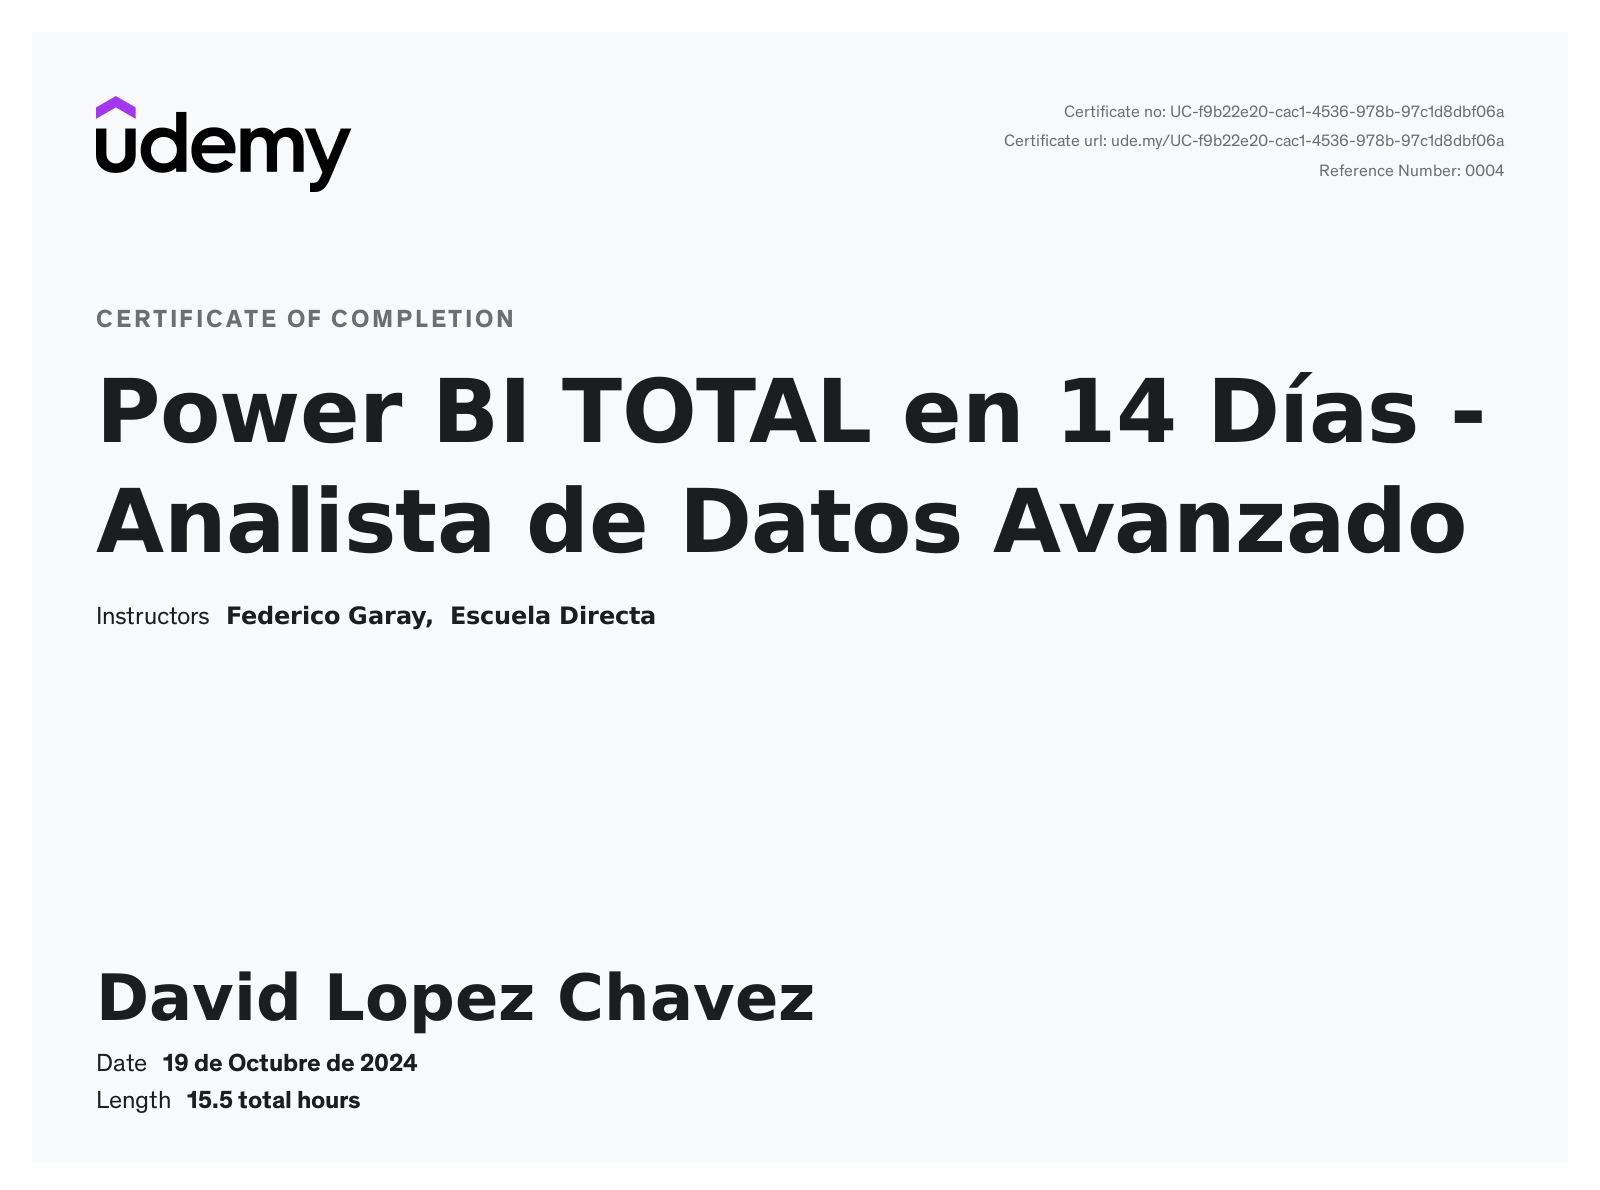 udemy
Certificate no: UC-f9b22e20-cac1-4536-978b-97c1d8dbf06a
Certificate url: ude.my/UC-f9b22e20-cac1-4536-978b-97c1d8dbf06a
Reference Number: 0004
CERTIFICATE OF COMPLETION
Power BI TOTAL en 14 Días -
Analista de Datos Avanzado
Instructors Federico Garay, Escuela Directa
David Lopez Chavez
Date 19 de Octubre de 2024
Length 15.5 total hours